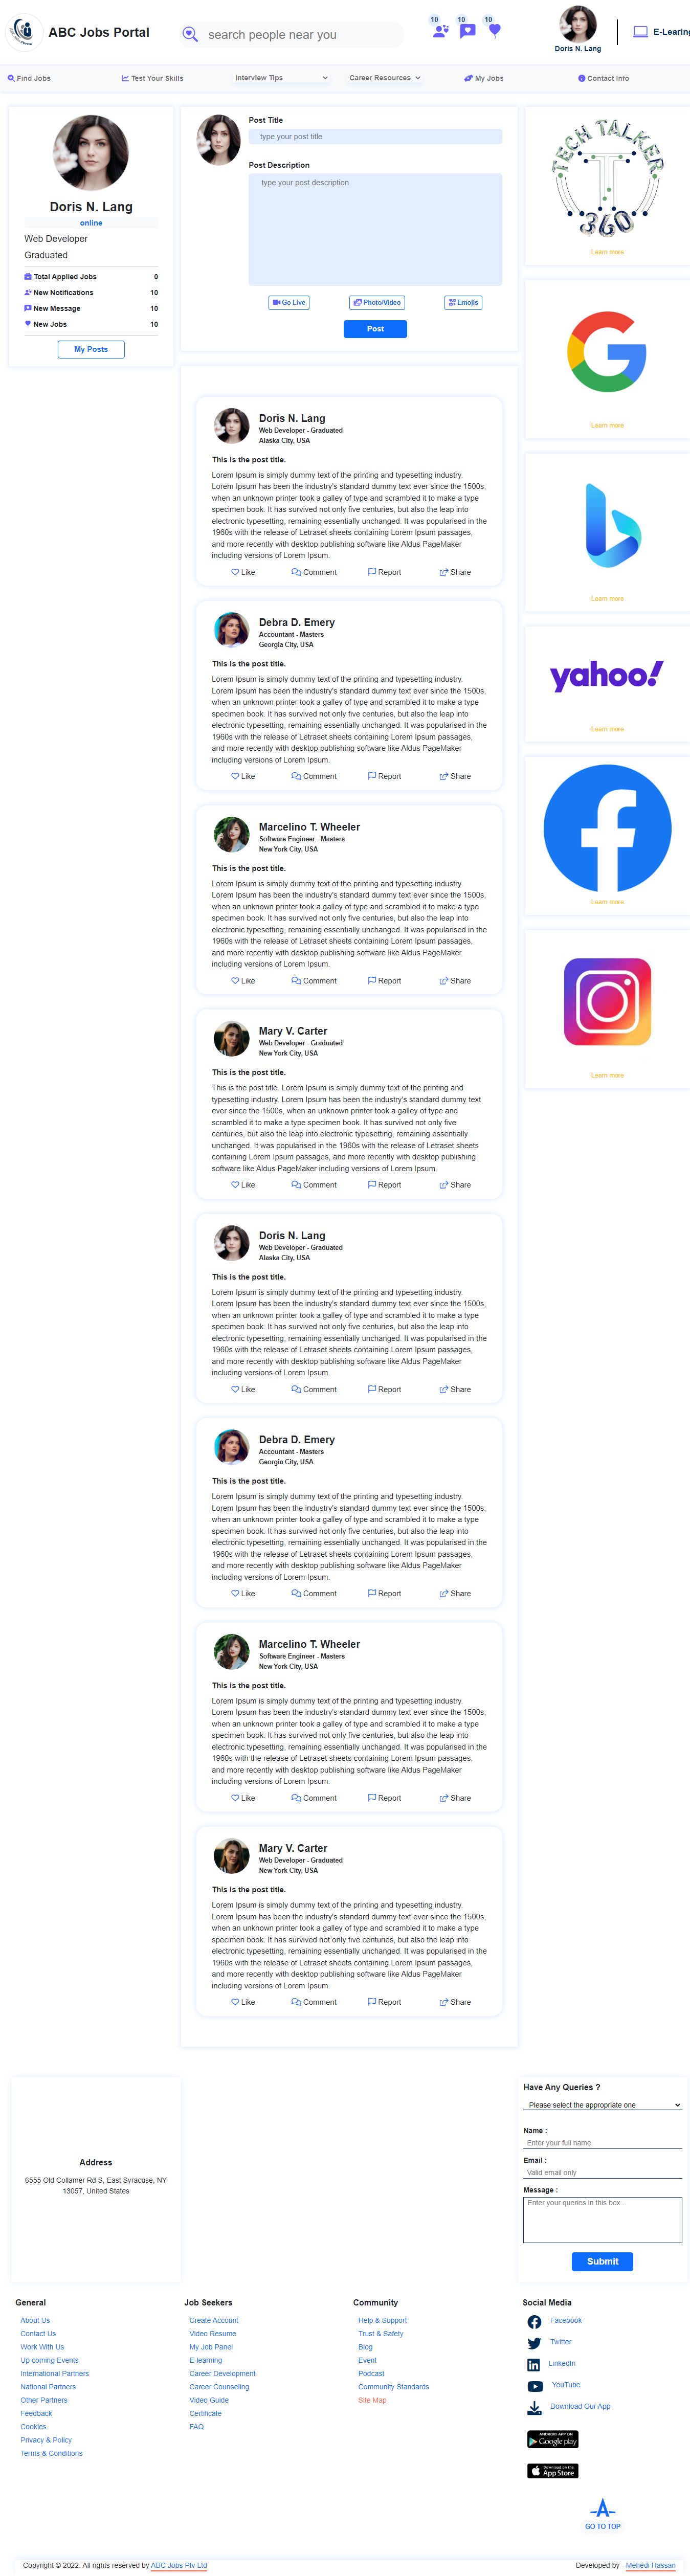 ABC Jobs Portal
search people near you
10
10
10
Doris N. Lang
E-Learing
Find Jobs
Test Your Skills
Interview Tips
Career Resources
My Jobs
Contact Info
Doris N. Lang
online
Web Developer
Graduated
Total Applied Jobs 0
New Notifications 10
New Message 10
New Jobs 10
My Posts
Post Title
type your post title
Post Description
type your post description
Go Live
Photo/Video
Emojis
Post
TECH TALKER
T
360
Learn more
Learn more
Learn more
yahoo!
Learn more
Learn more
Learn more
Doris N. Lang
Web Developer - Graduated
Alaska City, USA
This is the post title.
Lorem Ipsum is simply dummy text of the printing and typesetting industry.
Lorem Ipsum has been the industry's standard dummy text ever since the 1500s,
when an unknown printer took a galley of type and scrambled it to make a type
specimen book. It has survived not only five centuries, but also the leap into
electronic typesetting, remaining essentially unchanged. It was popularised in the
1960s with the release of Letraset sheets containing Lorem Ipsum passages,
and more recently with desktop publishing software like Aldus PageMaker
including versions of Lorem Ipsum.
Like Comment Report Share
Debra D. Emery
Accountant - Masters
Georgia City, USA
This is the post title.
Lorem Ipsum is simply dummy text of the printing and typesetting industry.
Lorem Ipsum has been the industry's standard dummy text ever since the 1500s,
when an unknown printer took a galley of type and scrambled it to make a type
specimen book. It has survived not only five centuries, but also the leap into
electronic typesetting, remaining essentially unchanged. It was popularised in the
1960s with the release of Letraset sheets containing Lorem Ipsum passages,
and more recently with desktop publishing software like Aldus PageMaker
including versions of Lorem Ipsum.
Like Comment Report Share
Marcelino T. Wheeler
Software Engineer - Masters
New York City, USA
This is the post title.
Lorem Ipsum is simply dummy text of the printing and typesetting industry.
Lorem Ipsum has been the industry's standard dummy text ever since the 1500s,
when an unknown printer took a galley of type and scrambled it to make a type
specimen book. It has survived not only five centuries, but also the leap into
electronic typesetting, remaining essentially unchanged. It was popularised in the
1960s with the release of Letraset sheets containing Lorem Ipsum passages,
and more recently with desktop publishing software like Aldus PageMaker
including versions of Lorem Ipsum.
Like Comment Report Share
Mary V. Carter
Web Developer - Graduated
New York City, USA
This is the post title.
This is the post title. Lorem Ipsum is simply dummy text of the printing and
typesetting industry. Lorem Ipsum has been the industry's standard dummy text
ever since the 1500s, when an unknown printer took a galley of type and
scrambled it to make a type specimen book. It has survived not only five
centuries, but also the leap into electronic typesetting, remaining essentially
unchanged. It was popularised in the 1960s with the release of Letraset sheets
containing Lorem Ipsum passages, and more recently with desktop publishing
software like Aldus PageMaker including versions of Lorem Ipsum.
Like Comment Report Share
Doris N. Lang
Web Developer - Graduated
Alaska City, USA
This is the post title.
Lorem Ipsum is simply dummy text of the printing and typesetting industry.
Lorem Ipsum has been the industry's standard dummy text ever since the 1500s,
when an unknown printer took a galley of type and scrambled it to make a type
specimen book. It has survived not only five centuries, but also the leap into
electronic typesetting, remaining essentially unchanged. It was popularised in the
1960s with the release of Letraset sheets containing Lorem Ipsum passages,
and more recently with desktop publishing software like Aldus PageMaker
including versions of Lorem Ipsum.
Like Comment Report Share
Debra D. Emery
Accountant - Masters
Georgia City, USA
This is the post title.
Lorem Ipsum is simply dummy text of the printing and typesetting industry.
Lorem Ipsum has been the industry's standard dummy text ever since the 1500s,
when an unknown printer took a galley of type and scrambled it to make a type
specimen book. It has survived not only five centuries, but also the leap into
electronic typesetting, remaining essentially unchanged. It was popularised in the
1960s with the release of Letraset sheets containing Lorem Ipsum passages,
and more recently with desktop publishing software like Aldus PageMaker
including versions of Lorem Ipsum.
Like Comment Report Share
Marcelino T. Wheeler
Software Engineer - Masters
New York City, USA
This is the post title.
Lorem Ipsum is simply dummy text of the printing and typesetting industry.
Lorem Ipsum has been the industry's standard dummy text ever since the 1500s,
when an unknown printer took a galley of type and scrambled it to make a type
specimen book. It has survived not only five centuries, but also the leap into
electronic typesetting, remaining essentially unchanged. It was popularised in the
1960s with the release of Letraset sheets containing Lorem Ipsum passages,
and more recently with desktop publishing software like Aldus PageMaker
including versions of Lorem Ipsum.
Like Comment Report Share
Mary V. Carter
Web Developer - Graduated
New York City, USA
This is the post title.
Lorem Ipsum is simply dummy text of the printing and typesetting industry.
Lorem Ipsum has been the industry's standard dummy text ever since the 1500s,
when an unknown printer took a galley of type and scrambled it to make a type
specimen book. It has survived not only five centuries, but also the leap into
electronic typesetting, remaining essentially unchanged. It was popularised in the
1960s with the release of Letraset sheets containing Lorem Ipsum passages,
and more recently with desktop publishing software like Aldus PageMaker
including versions of Lorem Ipsum.
Like Comment Report Share
Address
6555 Old Collamer Rd S, East Syracuse, NY
13057, United States
Have Any Queries ?
Please select the appropriate one
Name :
Enter your full name
Email :
Valid email only
Message :
Enter your queries in this box...
Submit
General
About Us
Contact Us
Work With Us
Up coming Events
International Partners
National Partners
Other Partners
Feedback
Cookies
Privacy & Policy
Terms & Conditions
Job Seekers
Create Account
Video Resume
My Job Panel
E-learning
Career Development
Career Counseling
Video Guide
Certificate
FAQ
Community
Help & Support
Trust & Safety
Blog
Event
Podcast
Community Standards
Site Map
Social Media
Facebook
Twitter
LinkedIn
YouTube
Download Our App
ANDROID APP ON
Google play
Download on the
App Store
GO TO TOP
Copyright © 2022. All rights reserved by ABC Jobs Ptv Ltd
Developed by - Mehedi Hassan